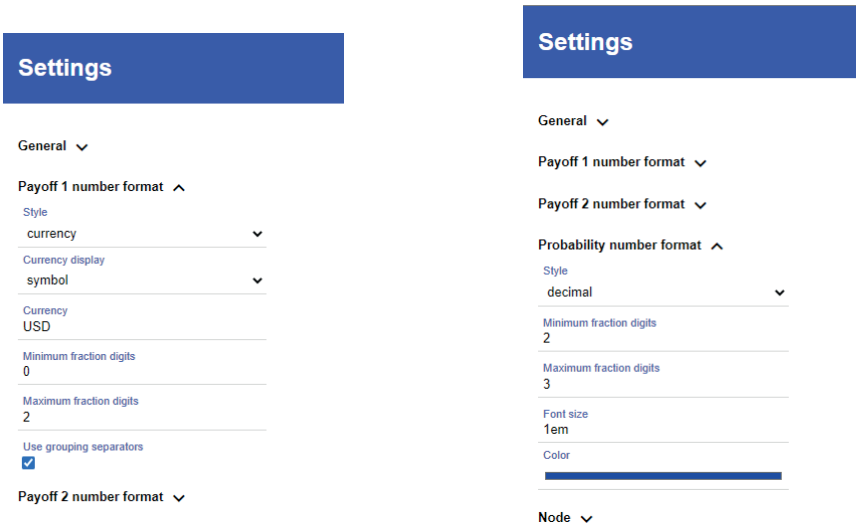 Settings
General
Payoff 1 number format
Style
currency
Currency display
symbol
Currency
USD
Minimum fraction digits
0
Maximum fraction digits
2
Use grouping separators
Payoff 2 number format
Settings
General
Payoff 1 number format
Payoff 2 number format
Probability number format
Style
decimal
Minimum fraction digits
2
Maximum fraction digits
3
Font size
1em
Color
Node